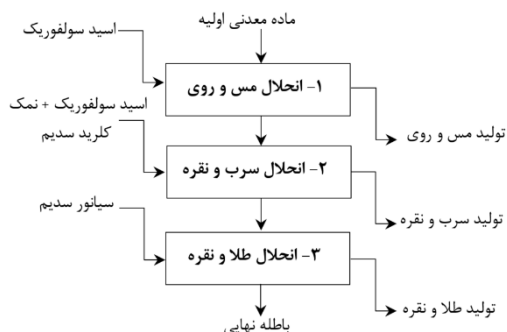 ماده معدنی اولیه
اسید سولفوریک
۱- انحلال مس و روی
تولید مس و روی
اسید سولفوریک + نمک
کلرید سدیم
۲- انحلال سرب و نقره
تولید سرب و نقره
سیانور سدیم
۳- انحلال طلا و نقره
تولید طلا و نقره
باطله نهایی